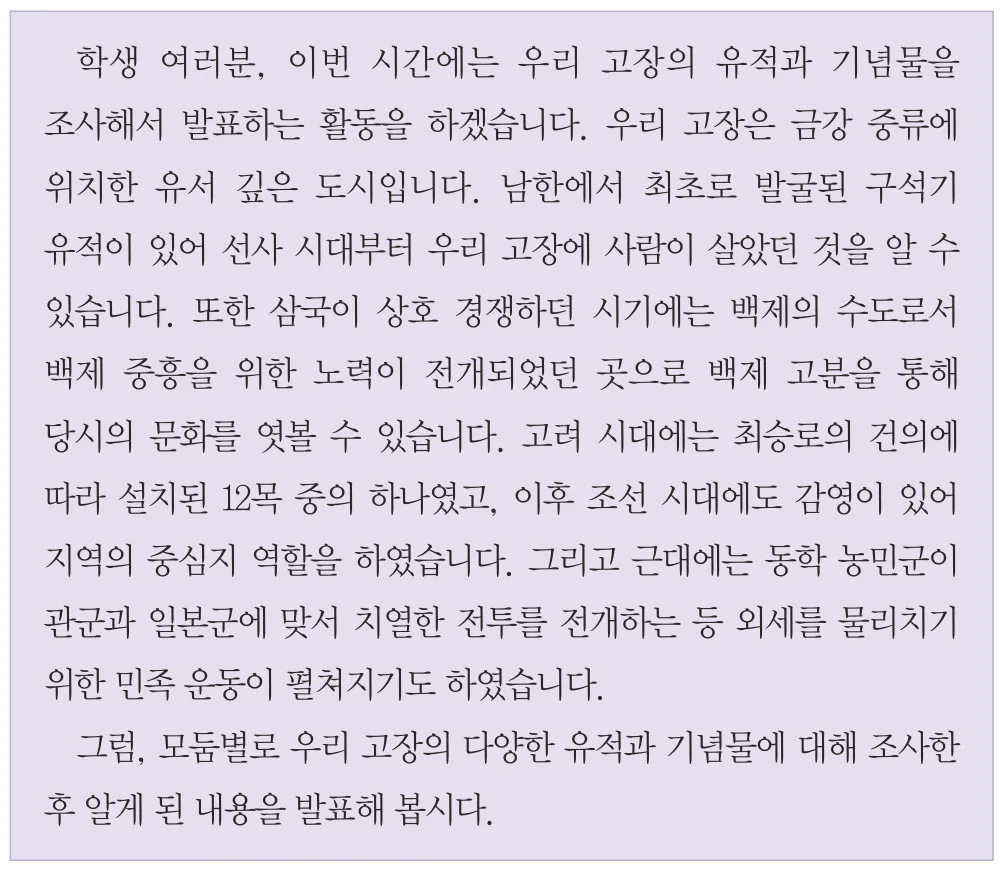 학생 여러분, 이번 시간에는 우리 고장의 유적과 기념물을
조사해서 발표하는 활동을 하겠습니다. 우리 고장은 금강 중류에
위치한 유서 깊은 도시입니다. 남한에서 최초로 발굴된 구석기
유적이 있어 선사 시대부터 우리 고장에 사람이 살았던 것을 알 수
있습니다. 또한 삼국이 상호 경쟁하던 시기에는 백제의 수도로서
백제 중흥을 위한 노력이 전개되었던 곳으로 백제 고분을 통해
당시의 문화를 엿볼 수 있습니다. 고려 시대에는 최승로의 건의에
따라 설치된 12목 중의 하나였고, 이후 조선 시대에도 감영이 있어
지역의 중심지 역할을 하였습니다. 그리고 근대에는 동학 농민군이
관군과 일본군에 맞서 치열한 전투를 전개하는 등 외세를 물리치기
위한 민족 운동이 펼쳐지기도 하였습니다.
그럼, 모둠별로 우리 고장의 다양한 유적과 기념물에 대해 조사한
후 알게 된 내용을 발표해 봅시다.